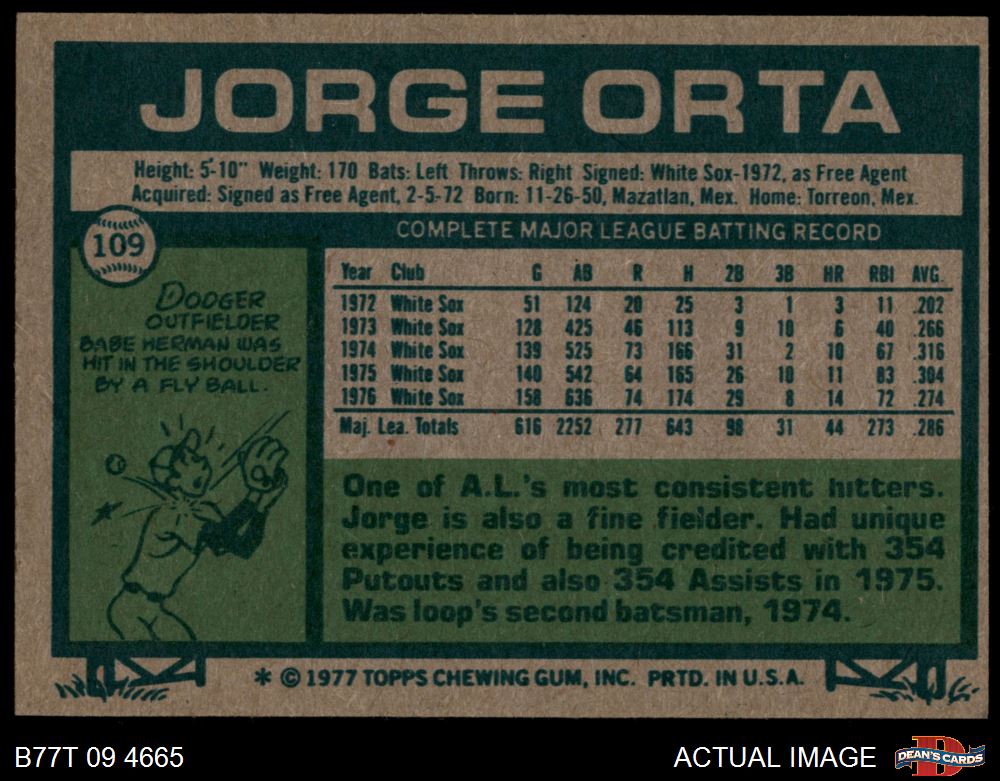 JORGE ORTA
Height: 5-10" Weight: 170 Bats: Left Throws: Right Signed: White Sox-1972, as Free Agent
Acquired: Signed as Free Agent, 2-5-72 Born: 11-26-50, Mazatlan, Mex. Home: Torreon, Mex.
109
COMPLETE MAJOR LEAGUE BATTING RECORD
DODGER
OUTFIELDER
BABE HERMAN WAS
HIT IN THE SHOULDER
BY A FLY BALL.
Year Club G AB R H 2B 3B HR RBI AVG.
1972 White Sox 51 124 20 25 3 1 3 11 .202
1973 White Sox 128 425 46 113 9 10 6 40 .266
1974 White Sox 139 525 73 166 31 2 10 67 .316
1975 White Sox 140 542 64 165 26 10 11 83 .304
1976 White Sox 158 636 74 174 29 8 14 72 .274
Maj. Lea. Totals 616 2252 277 643 98 31 44 273 .286
One of A.L.'s most consistent hitters.
Jorge is also a fine fielder. Had unique
experience of being credited with 354
Putouts and also 354 Assists in 1975.
Was loop's second batsman, 1974.
* © 1977 TOPPS CHEWING GUM, INC. PRTD. IN U.S.A.
B77T 09 4665
ACTUAL IMAGE
D
DEAN'S CARDS